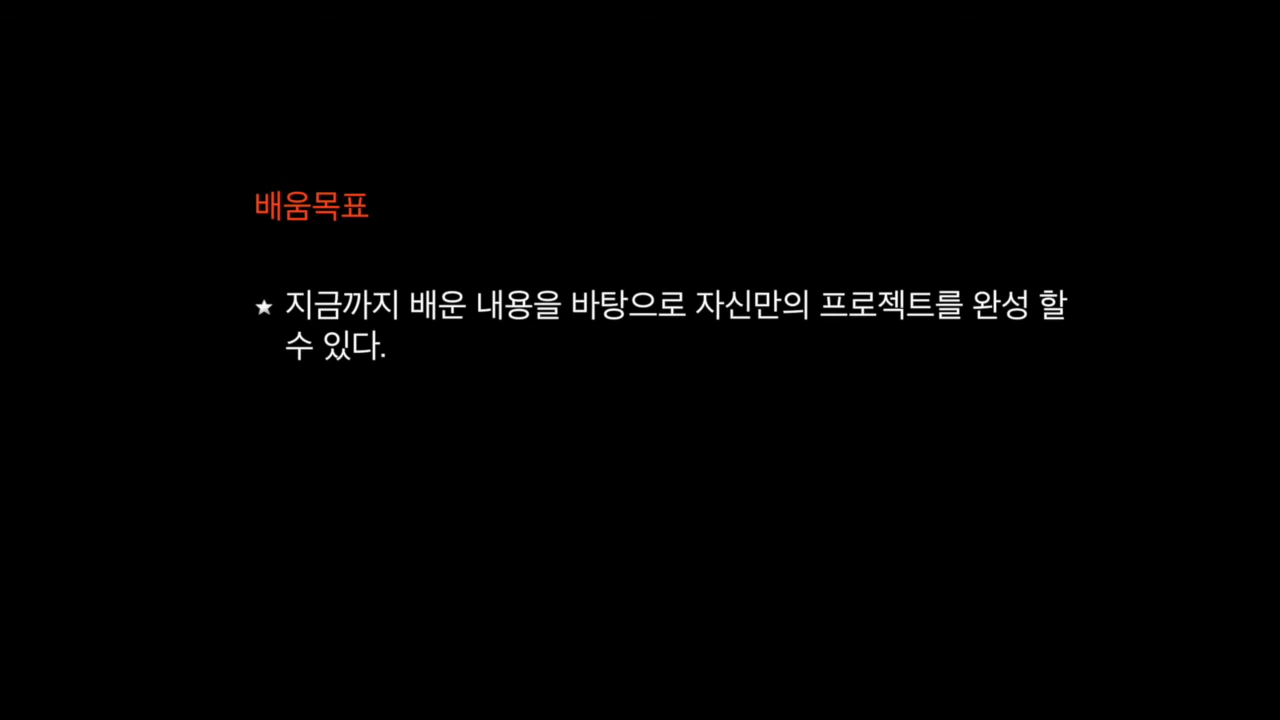 배움목표
★ 지금까지 배운 내용을 바탕으로 자신만의 프로젝트를 완성 할
수 있다.